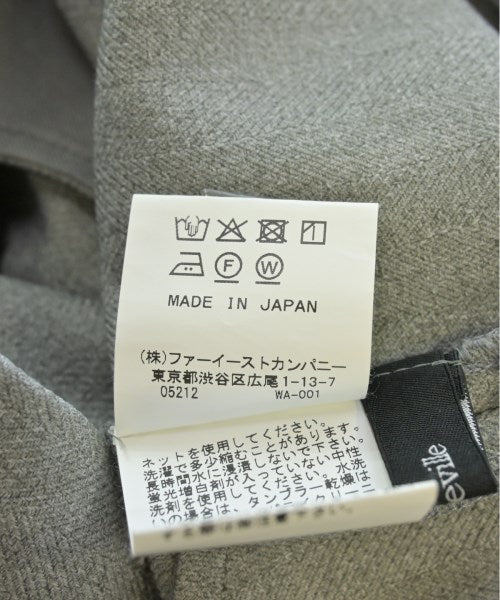 F W
MADE IN JAPAN
(株)ファーイーストカンパニー
東京都渋谷区広尾1-13-7
05212 WA-001
ネットを使用してください。
洗濯で多少縮むことがあります。
長時間水に浸漬しないで下さい。
蛍光増白剤が入っていない中性
洗剤を使用してください。水洗
いの場合は、タンブラー乾燥は